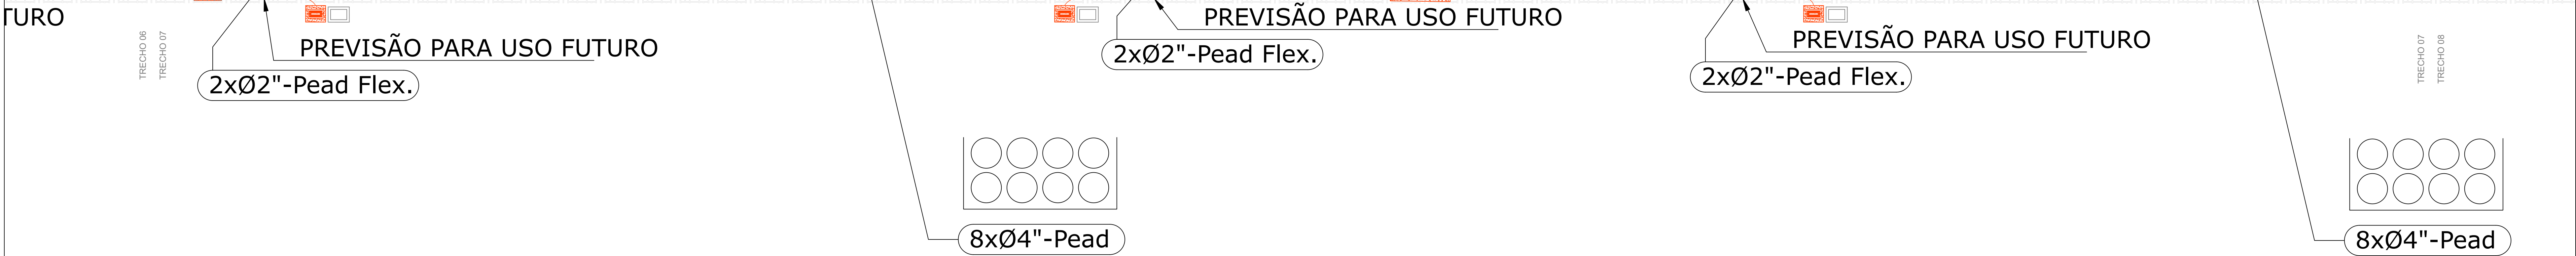 TURO
TRECHO 06
TRECHO 07
PREVISÃO PARA USO FUTURO
2xØ2"-Pead Flex.
8xØ4"-Pead
PREVISÃO PARA USO FUTURO
2xØ2"-Pead Flex.
PREVISÃO PARA USO FUTURO
2xØ2"-Pead Flex.
TRECHO 07
TRECHO 08
8xØ4"-Pead